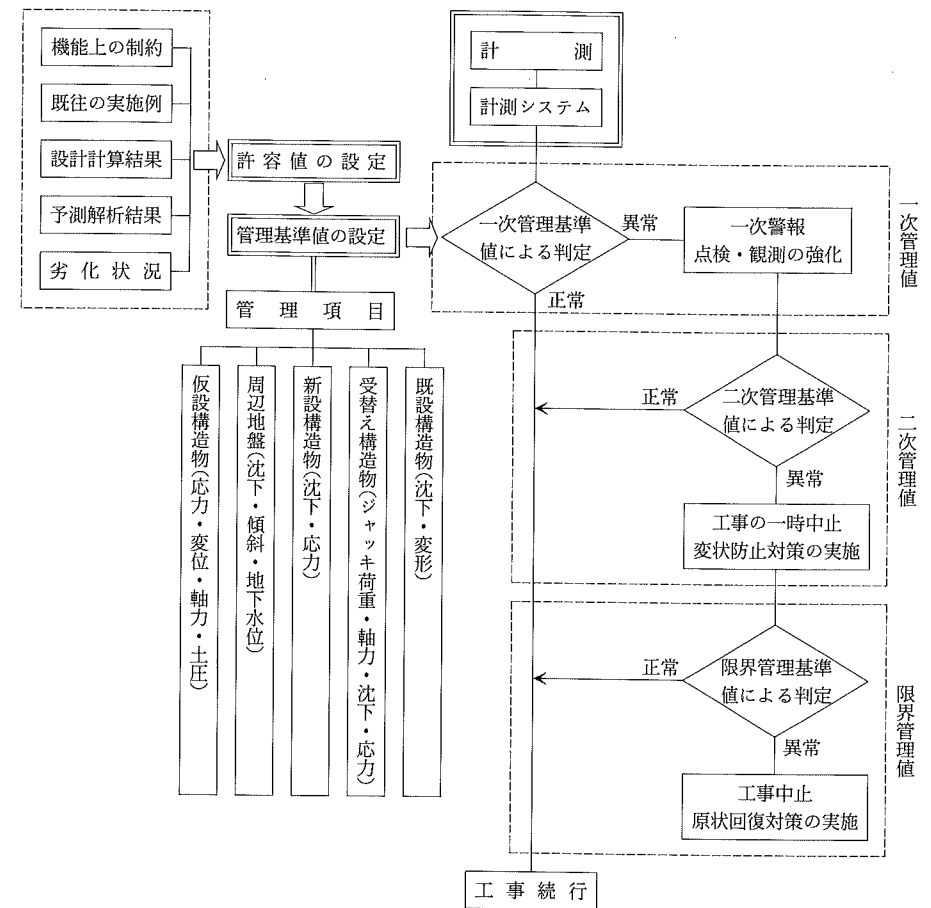 機能上の制約
既往の実施例
設計計算結果
予測解析結果
劣化状況
許容値の設定
管理基準値の設定
管理項目
仮設構造物(応力・変位・軸力・土圧)
周辺地盤(沈下・傾斜・地下水位)
新設構造物(沈下・応力)
受替え構造物(ジャッキ荷重・軸力・沈下・応力)
既設構造物(沈下・変形)
計測
計測システム
一次管理基準
値による判定
異常
正常
一次警報
点検・観測の強化
一次管理値
二次管理基準
値による判定
正常
異常
工事の一時中止
変状防止対策の実施
二次管理値
限界管理基準
値による判定
正常
異常
工事中止
原状回復対策の実施
限界管理値
工事続行